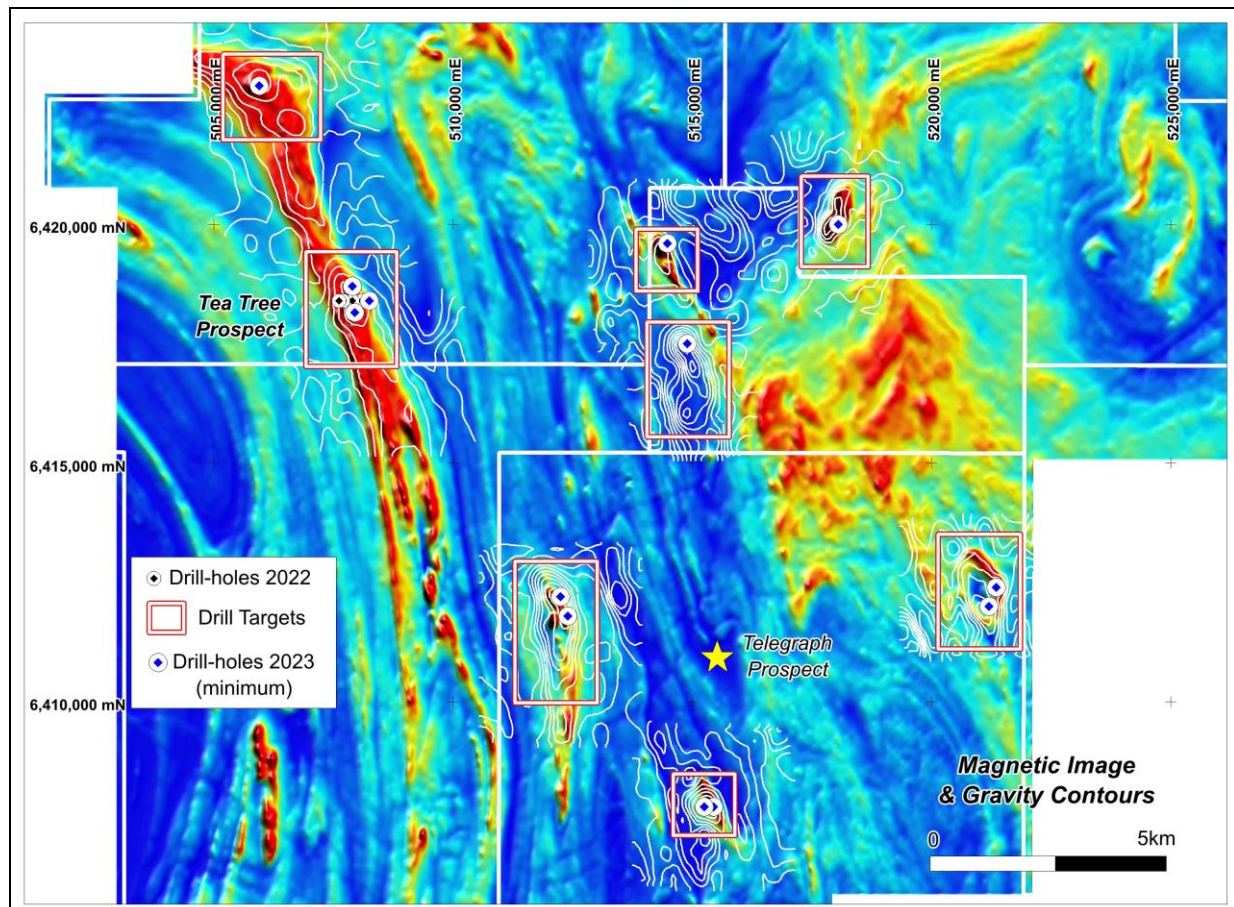 505,000 mE
510,000 mE
515,000 mE
520,000 mE
525,000 mE
6,420,000 mN
Tea Tree
Prospect
6,415,000 mN
Drill-holes 2022
Drill Targets
Drill-holes 2023
(minimum)
Telegraph
Prospect
6,410,000 mN
Magnetic Image
& Gravity Contours
0
5km